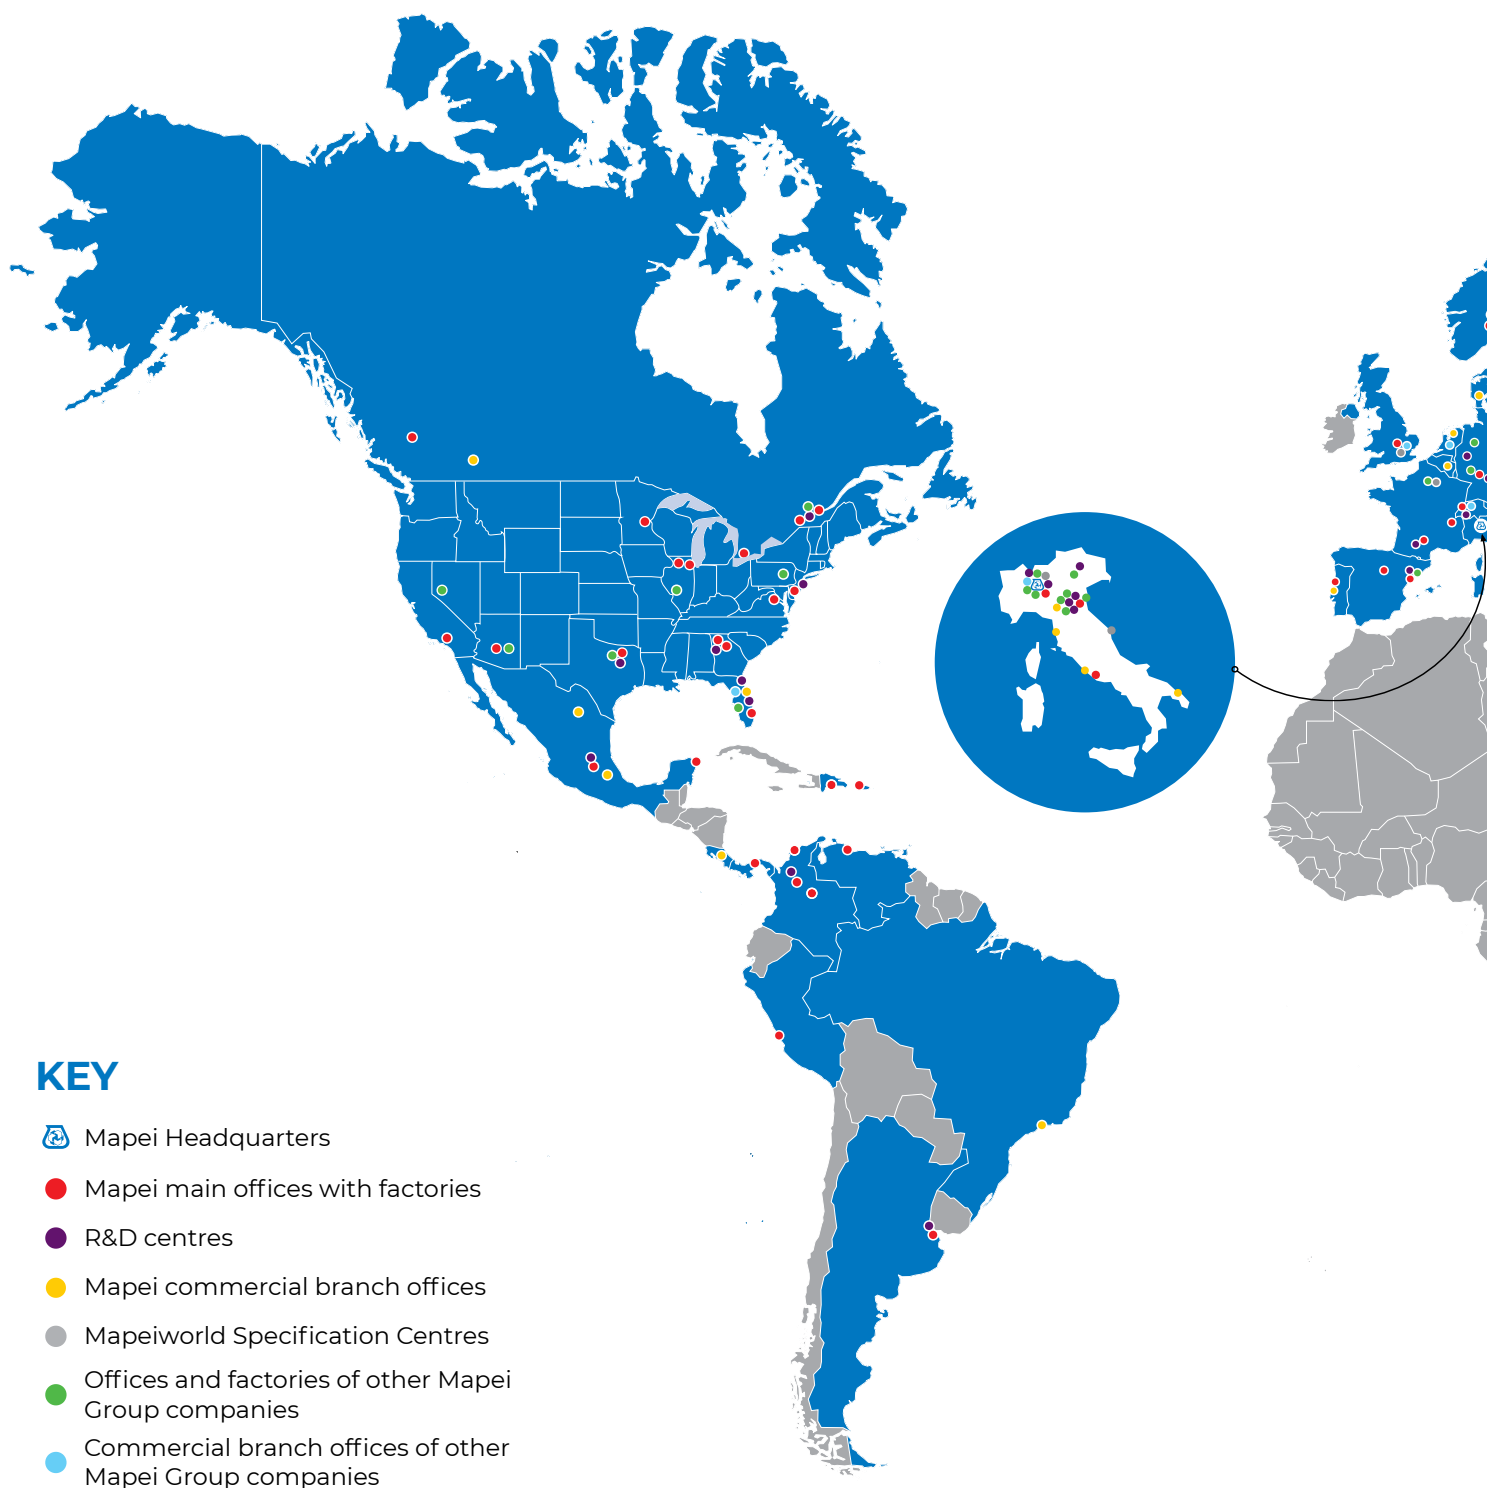 KEY
Mapei Headquarters
Mapei main offices with factories
R&D centres
Mapei commercial branch offices
Mapeiworld Specification Centres
Offices and factories of other Mapei
Group companies
Commercial branch offices of other
Mapei Group companies